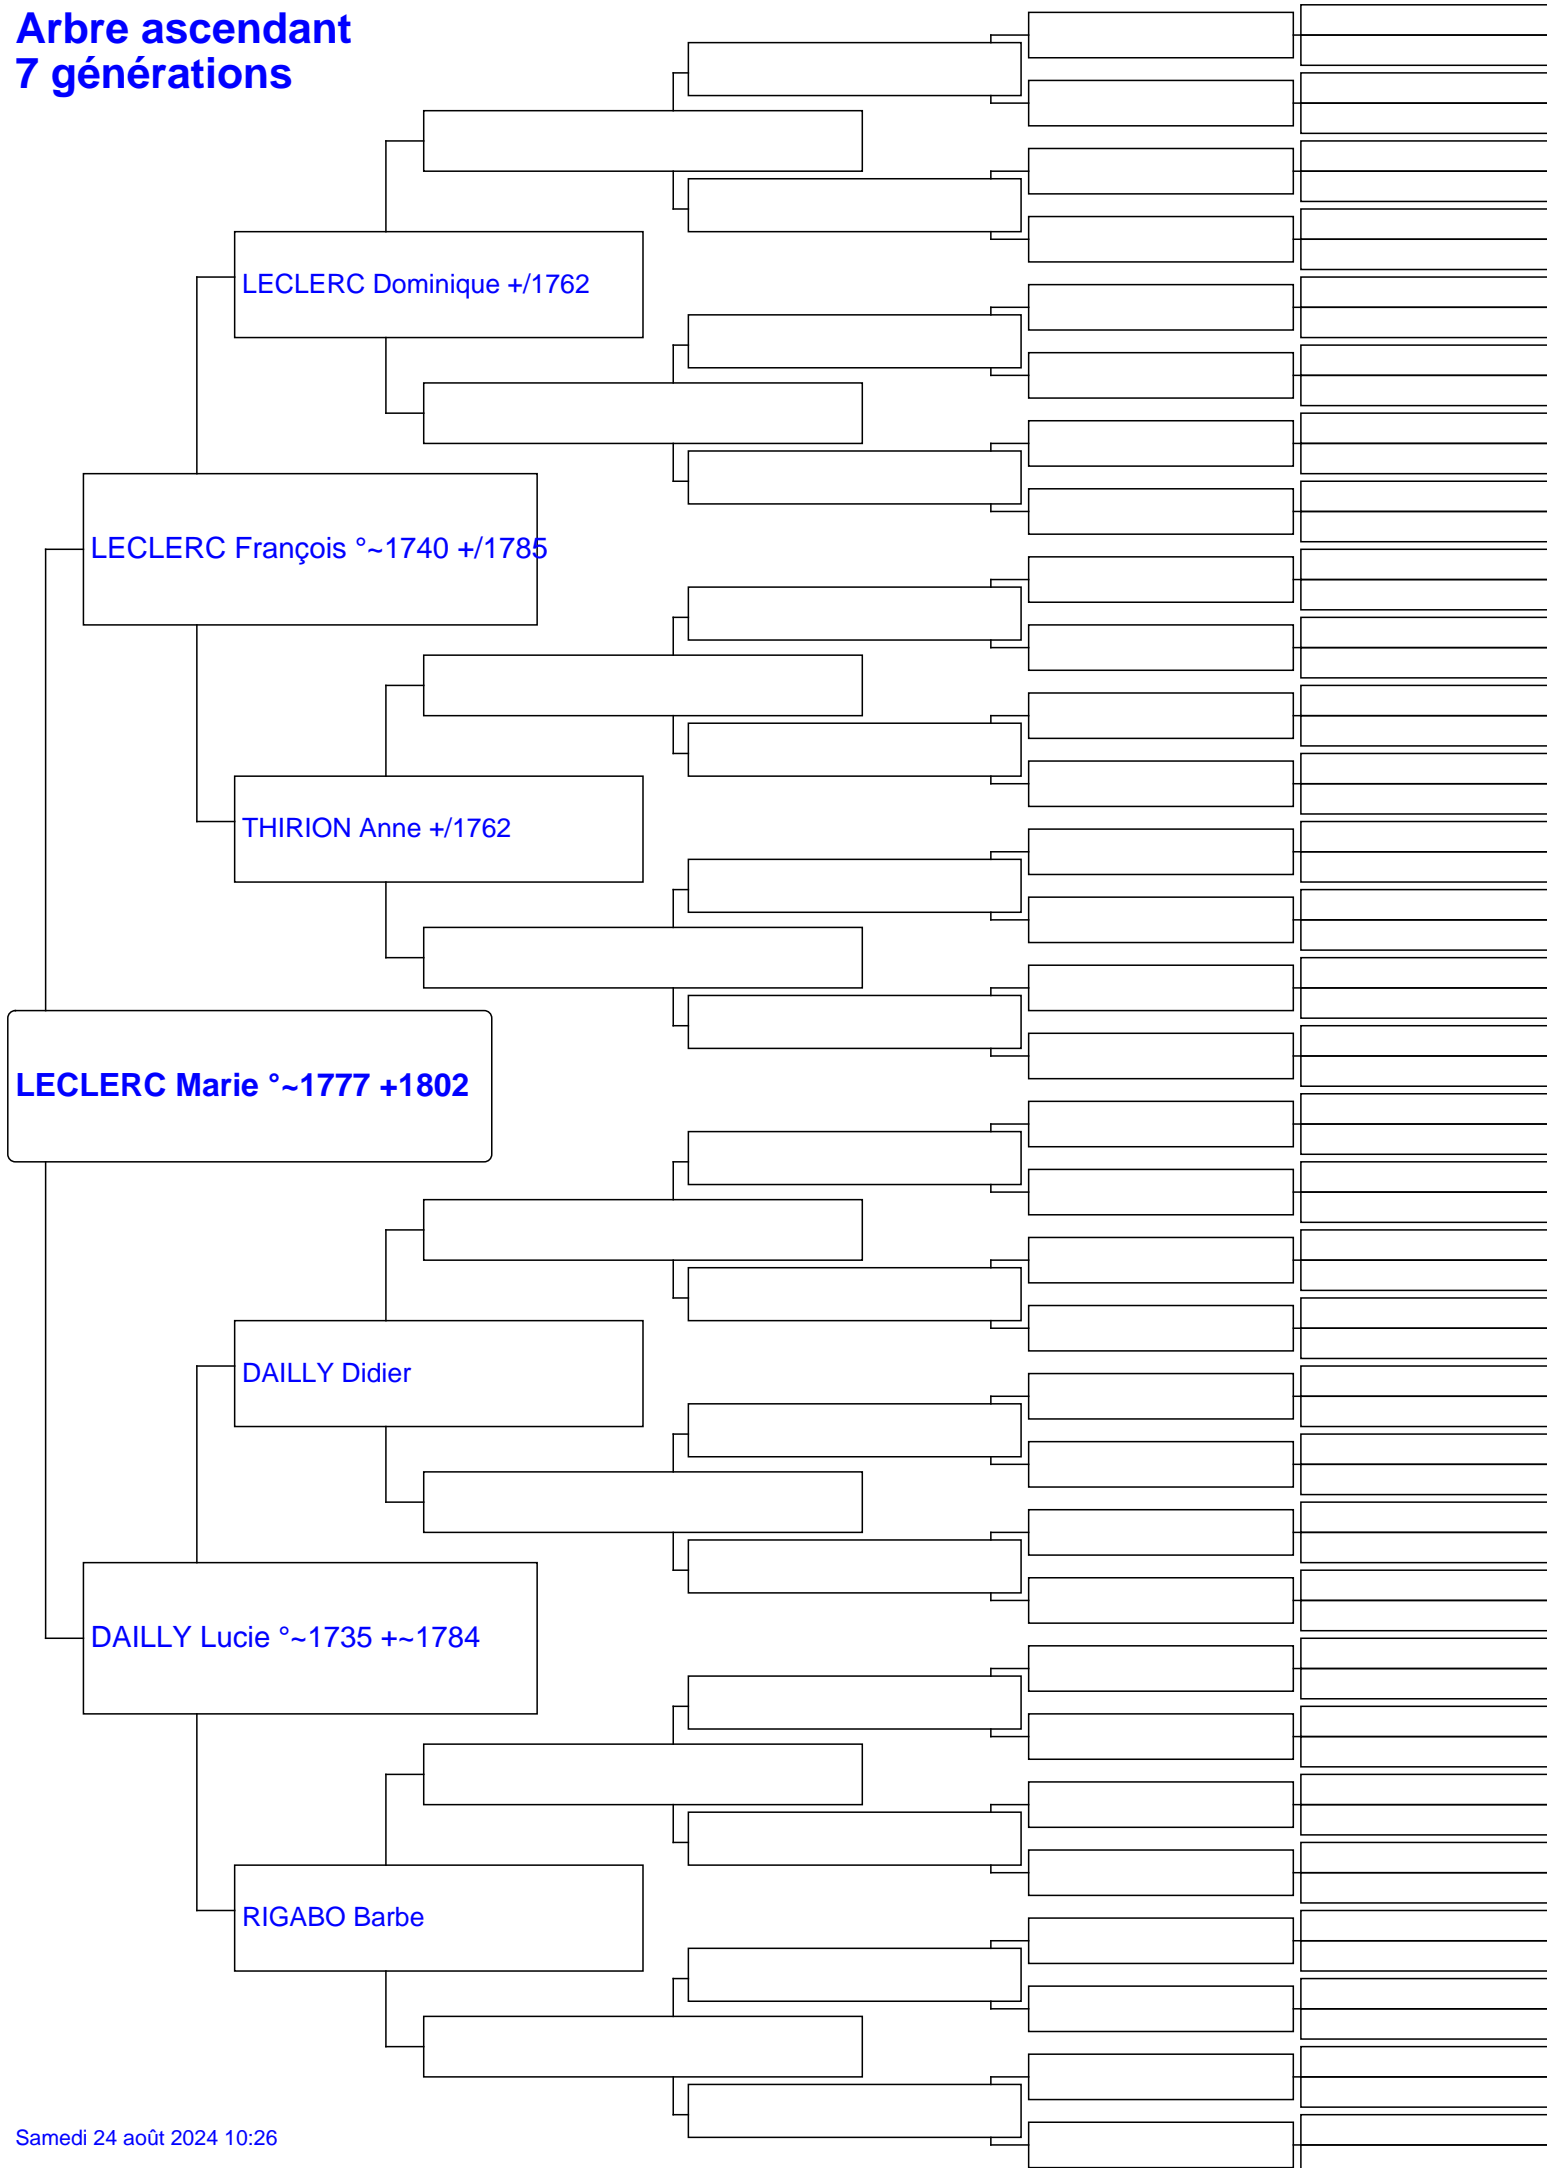 Arbre ascendant
7 générations
LECLERC Dominique +/1762
LECLERC François °~1740 +/1785
THIRION Anne +/1762
LECLERC Marie °~1777 +1802
DAILLY Didier
DAILLY Lucie °~1735 +~1784
RIGABO Barbe
Samedi 24 août 2024 10:26